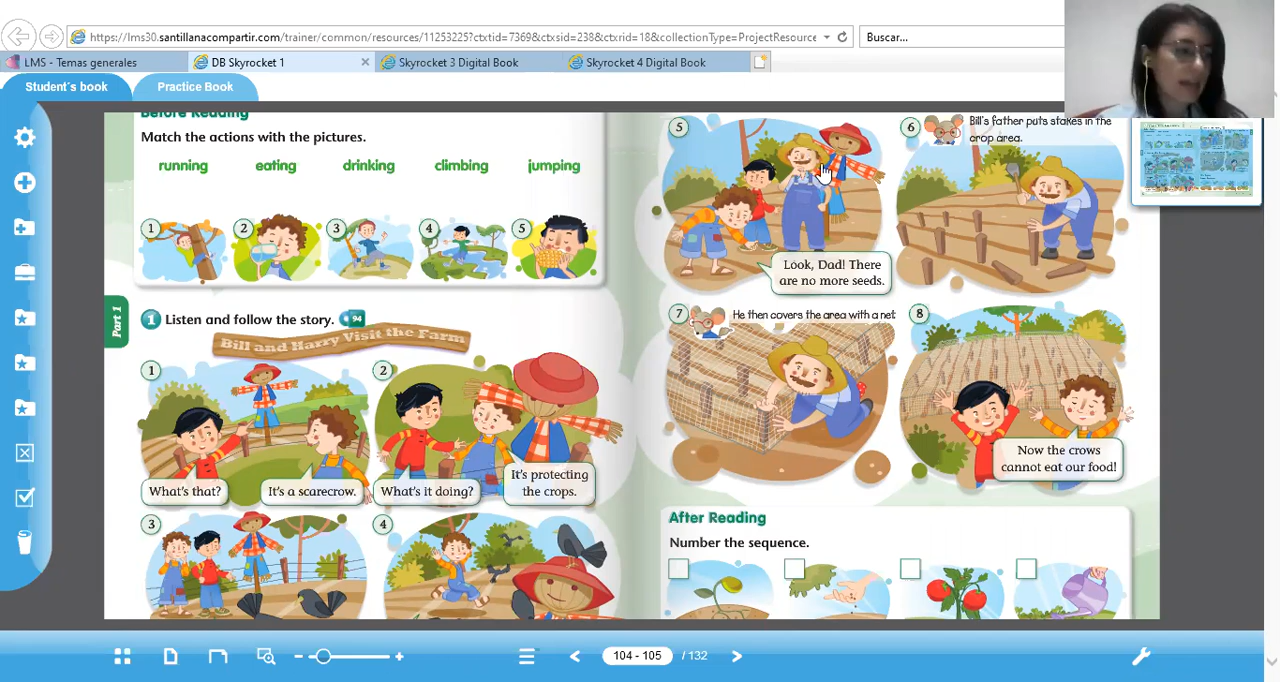 https://lms30.santillanacompartir.com/trainer/common/resources/11253225?ctxtid=7369&ctxsid=238&ctxrid=18&collectionType=ProjectResource
Buscar...
LMS - Temas generales
DB Skyrocket 1
Skyrocket 3 Digital Book
Skyrocket 4 Digital Book
Student's book
Practice Book
Before Reading
Match the actions with the pictures.
running eating drinking climbing jumping
1 2 3 4 5
Part 1
1 Listen and follow the story. 94
Bill and Harry Visit the Farm
1
What's that?
It's a scarecrow.
2
What's it doing?
It's protecting
the crops.
3
4
5
Look, Dad! There
are no more seeds.
6
Bill's father puts stakes in the
crop area.
7
He then covers the area with a net
8
Now the crows
cannot eat our food!
After Reading
Number the sequence.
104 - 105 / 132